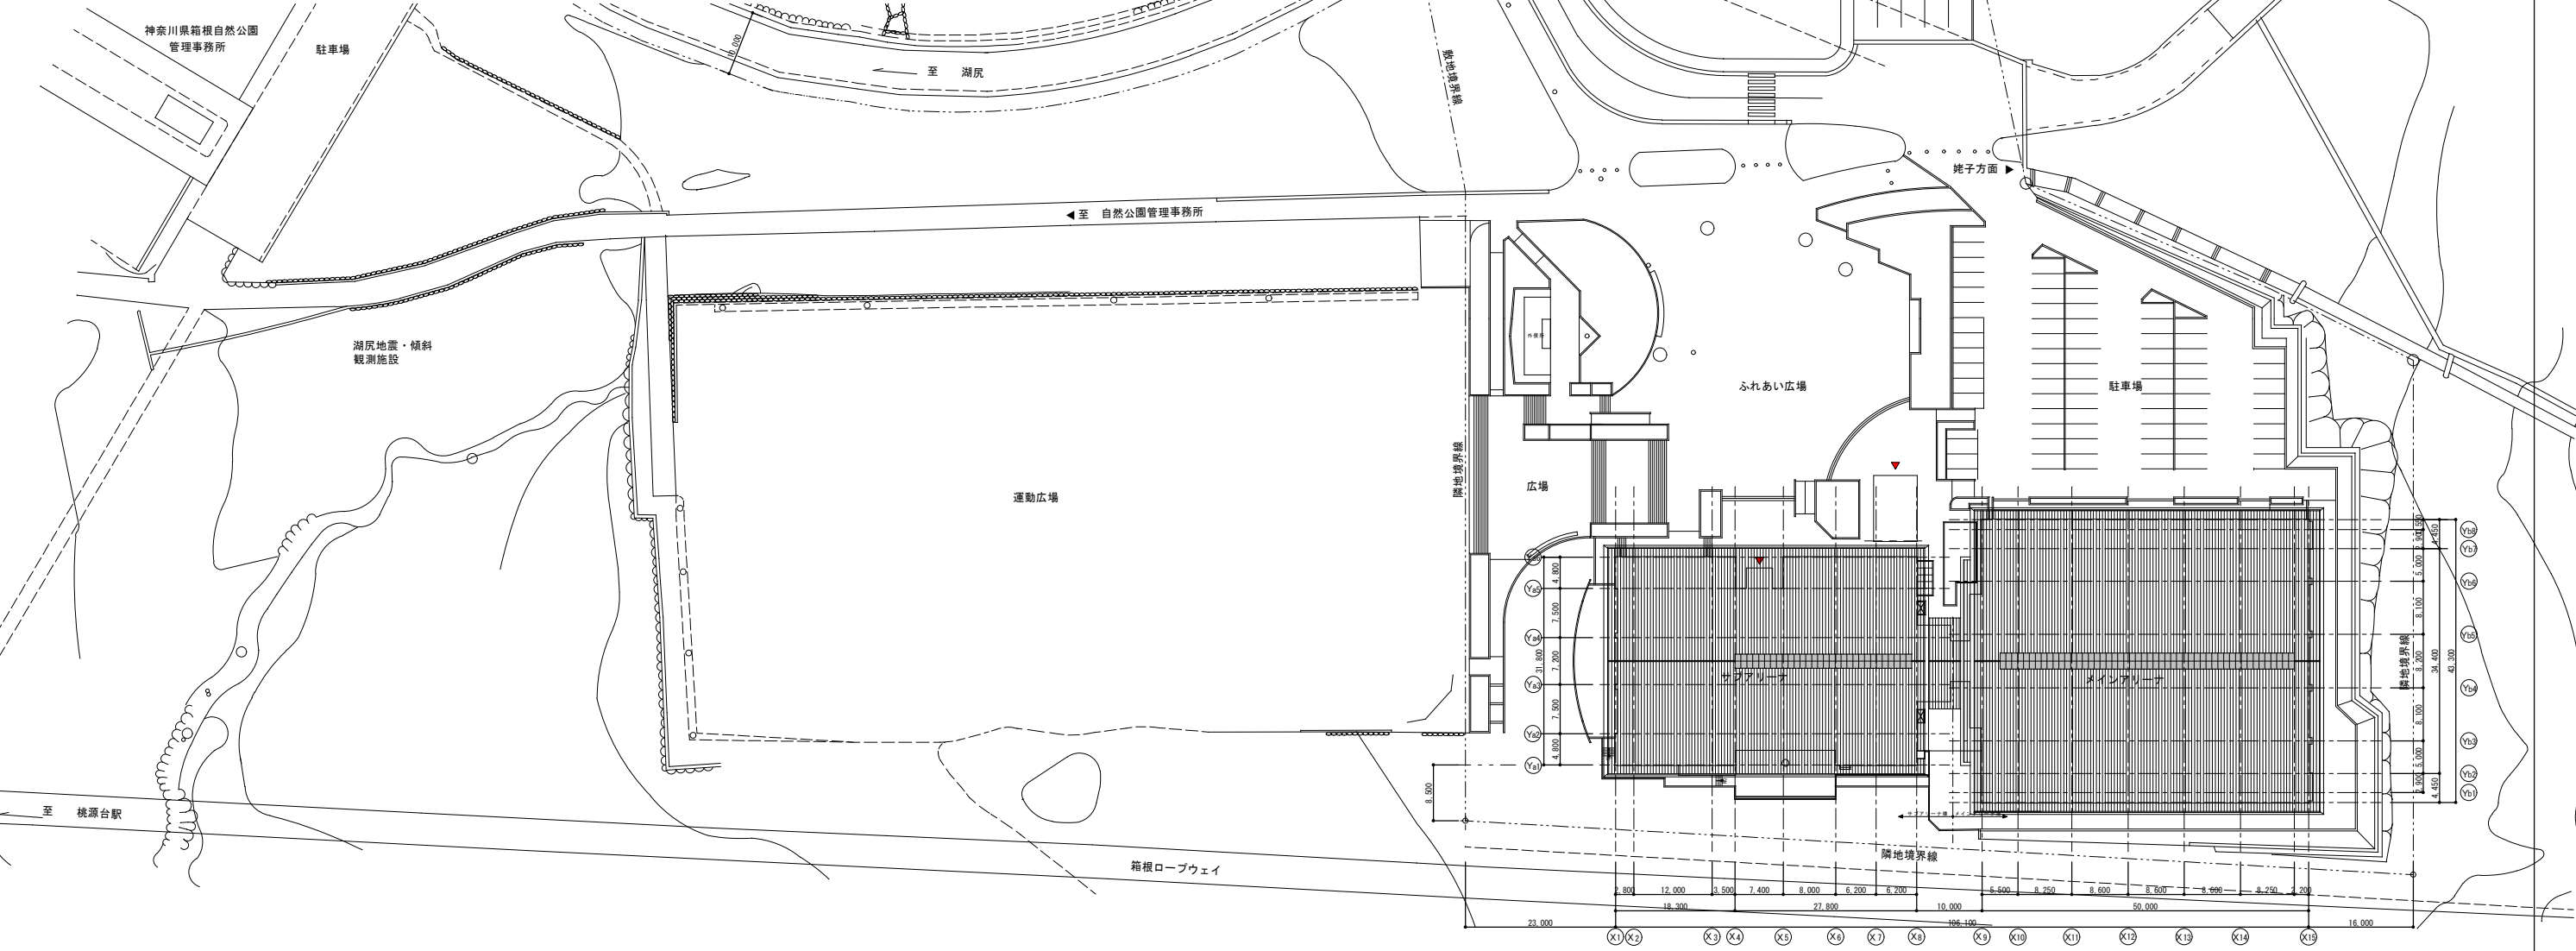 神奈川県箱根自然公園
管理事務所
駐車場
10,000
至　湖尻
敷地境界線
姥子方面
至　自然公園管理事務所
湖尻地震・傾斜
観測施設
外便所
ふれあい広場
駐車場
運動広場
隣地境界線
広場
サブアリーナ
メインアリーナ
隣地境界線
至　桃源台駅
箱根ロープウェイ
隣地境界線
Ya5
Ya4
Ya3
Ya2
Ya1
4,800
7,500
7,200
7,500
4,800
31,800
8,500
Yb8
Yb7
Yb6
Yb5
Yb4
Yb3
Yb2
Yb1
2,900
5,000
8,100
8,200
8,100
5,000
2,900
4,450
34,400
4,450
43,300
2,800
12,000
3,500
7,400
8,000
6,200
6,200
5,500
8,250
8,600
8,600
8,600
8,250
2,200
18,300
27,800
10,000
50,000
23,000
106,100
16,000
X1
X2
X3
X4
X5
X6
X7
X8
X9
X10
X11
X12
X13
X14
X15